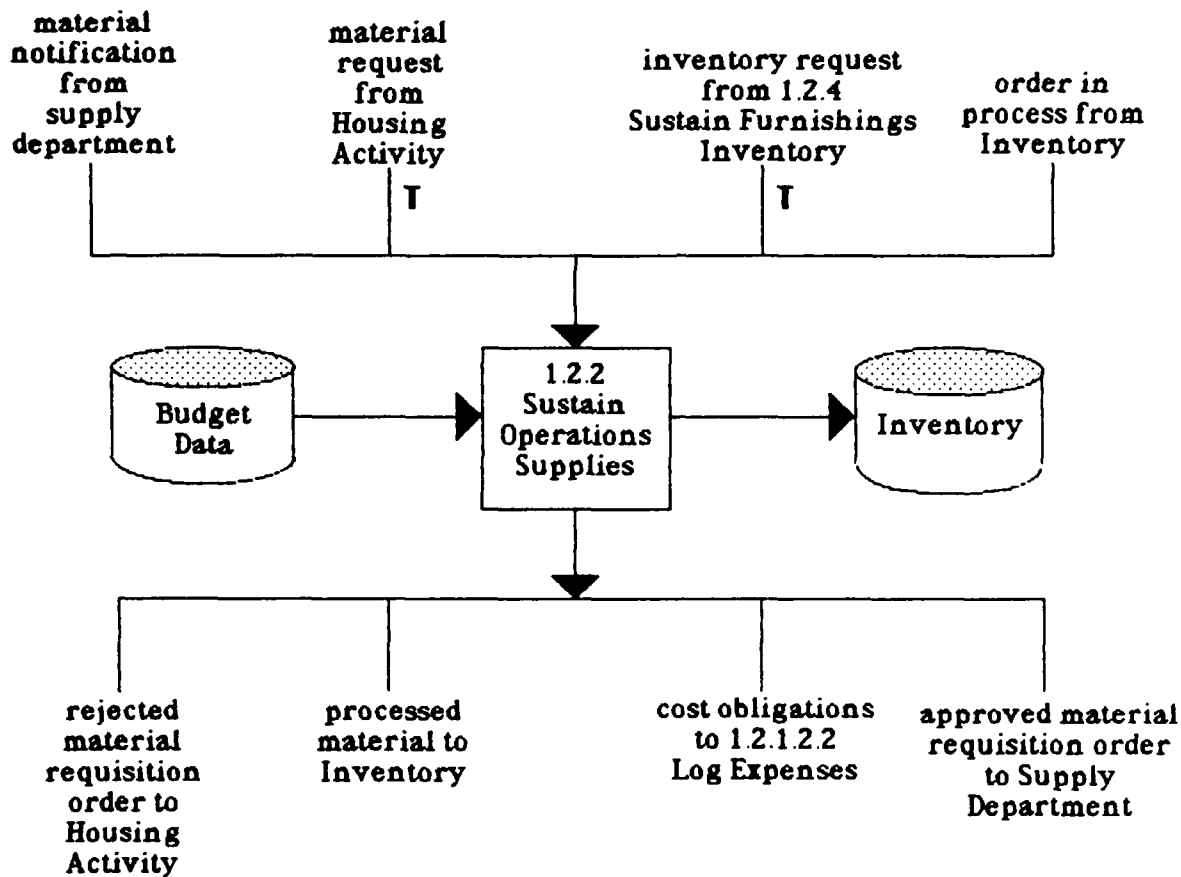 material
notification
from
supply
department
material
request
from
Housing
Activity
T
inventory request
from 1.2.4
Sustain Furnishings
Inventory
T
order in
process from
Inventory
Budget
Data
1.2.2
Sustain
Operations
Supplies
Inventory
rejected
material
requisition
order to
Housing
Activity
processed
material to
Inventory
cost obligations
to 1.2.1.2.2
Log Expenses
approved material
requisition order
to Supply
Department